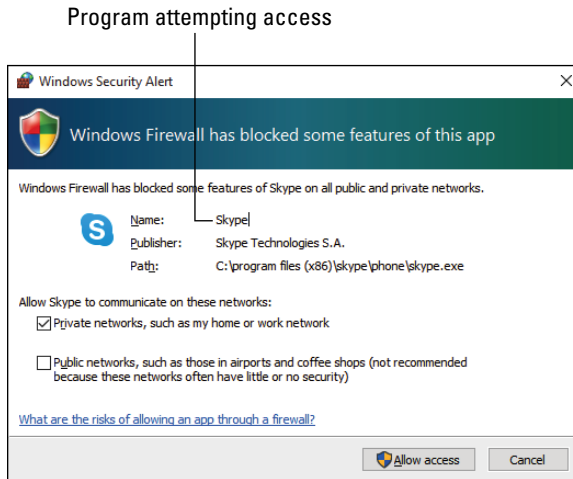 Program attempting access
Windows Security Alert
Windows Firewall has blocked some features of this app
Windows Firewall has blocked some features of Skype on all public and private networks.
Name: Skype
Publisher: Skype Technologies S.A.
Path: C:\program files (x86)\skype\phone\skype.exe
Allow Skype to communicate on these networks:
Private networks, such as my home or work network
Public networks, such as those in airports and coffee shops (not recommended
because these networks often have little or no security)
What are the risks of allowing an app through a firewall?
Allow access Cancel